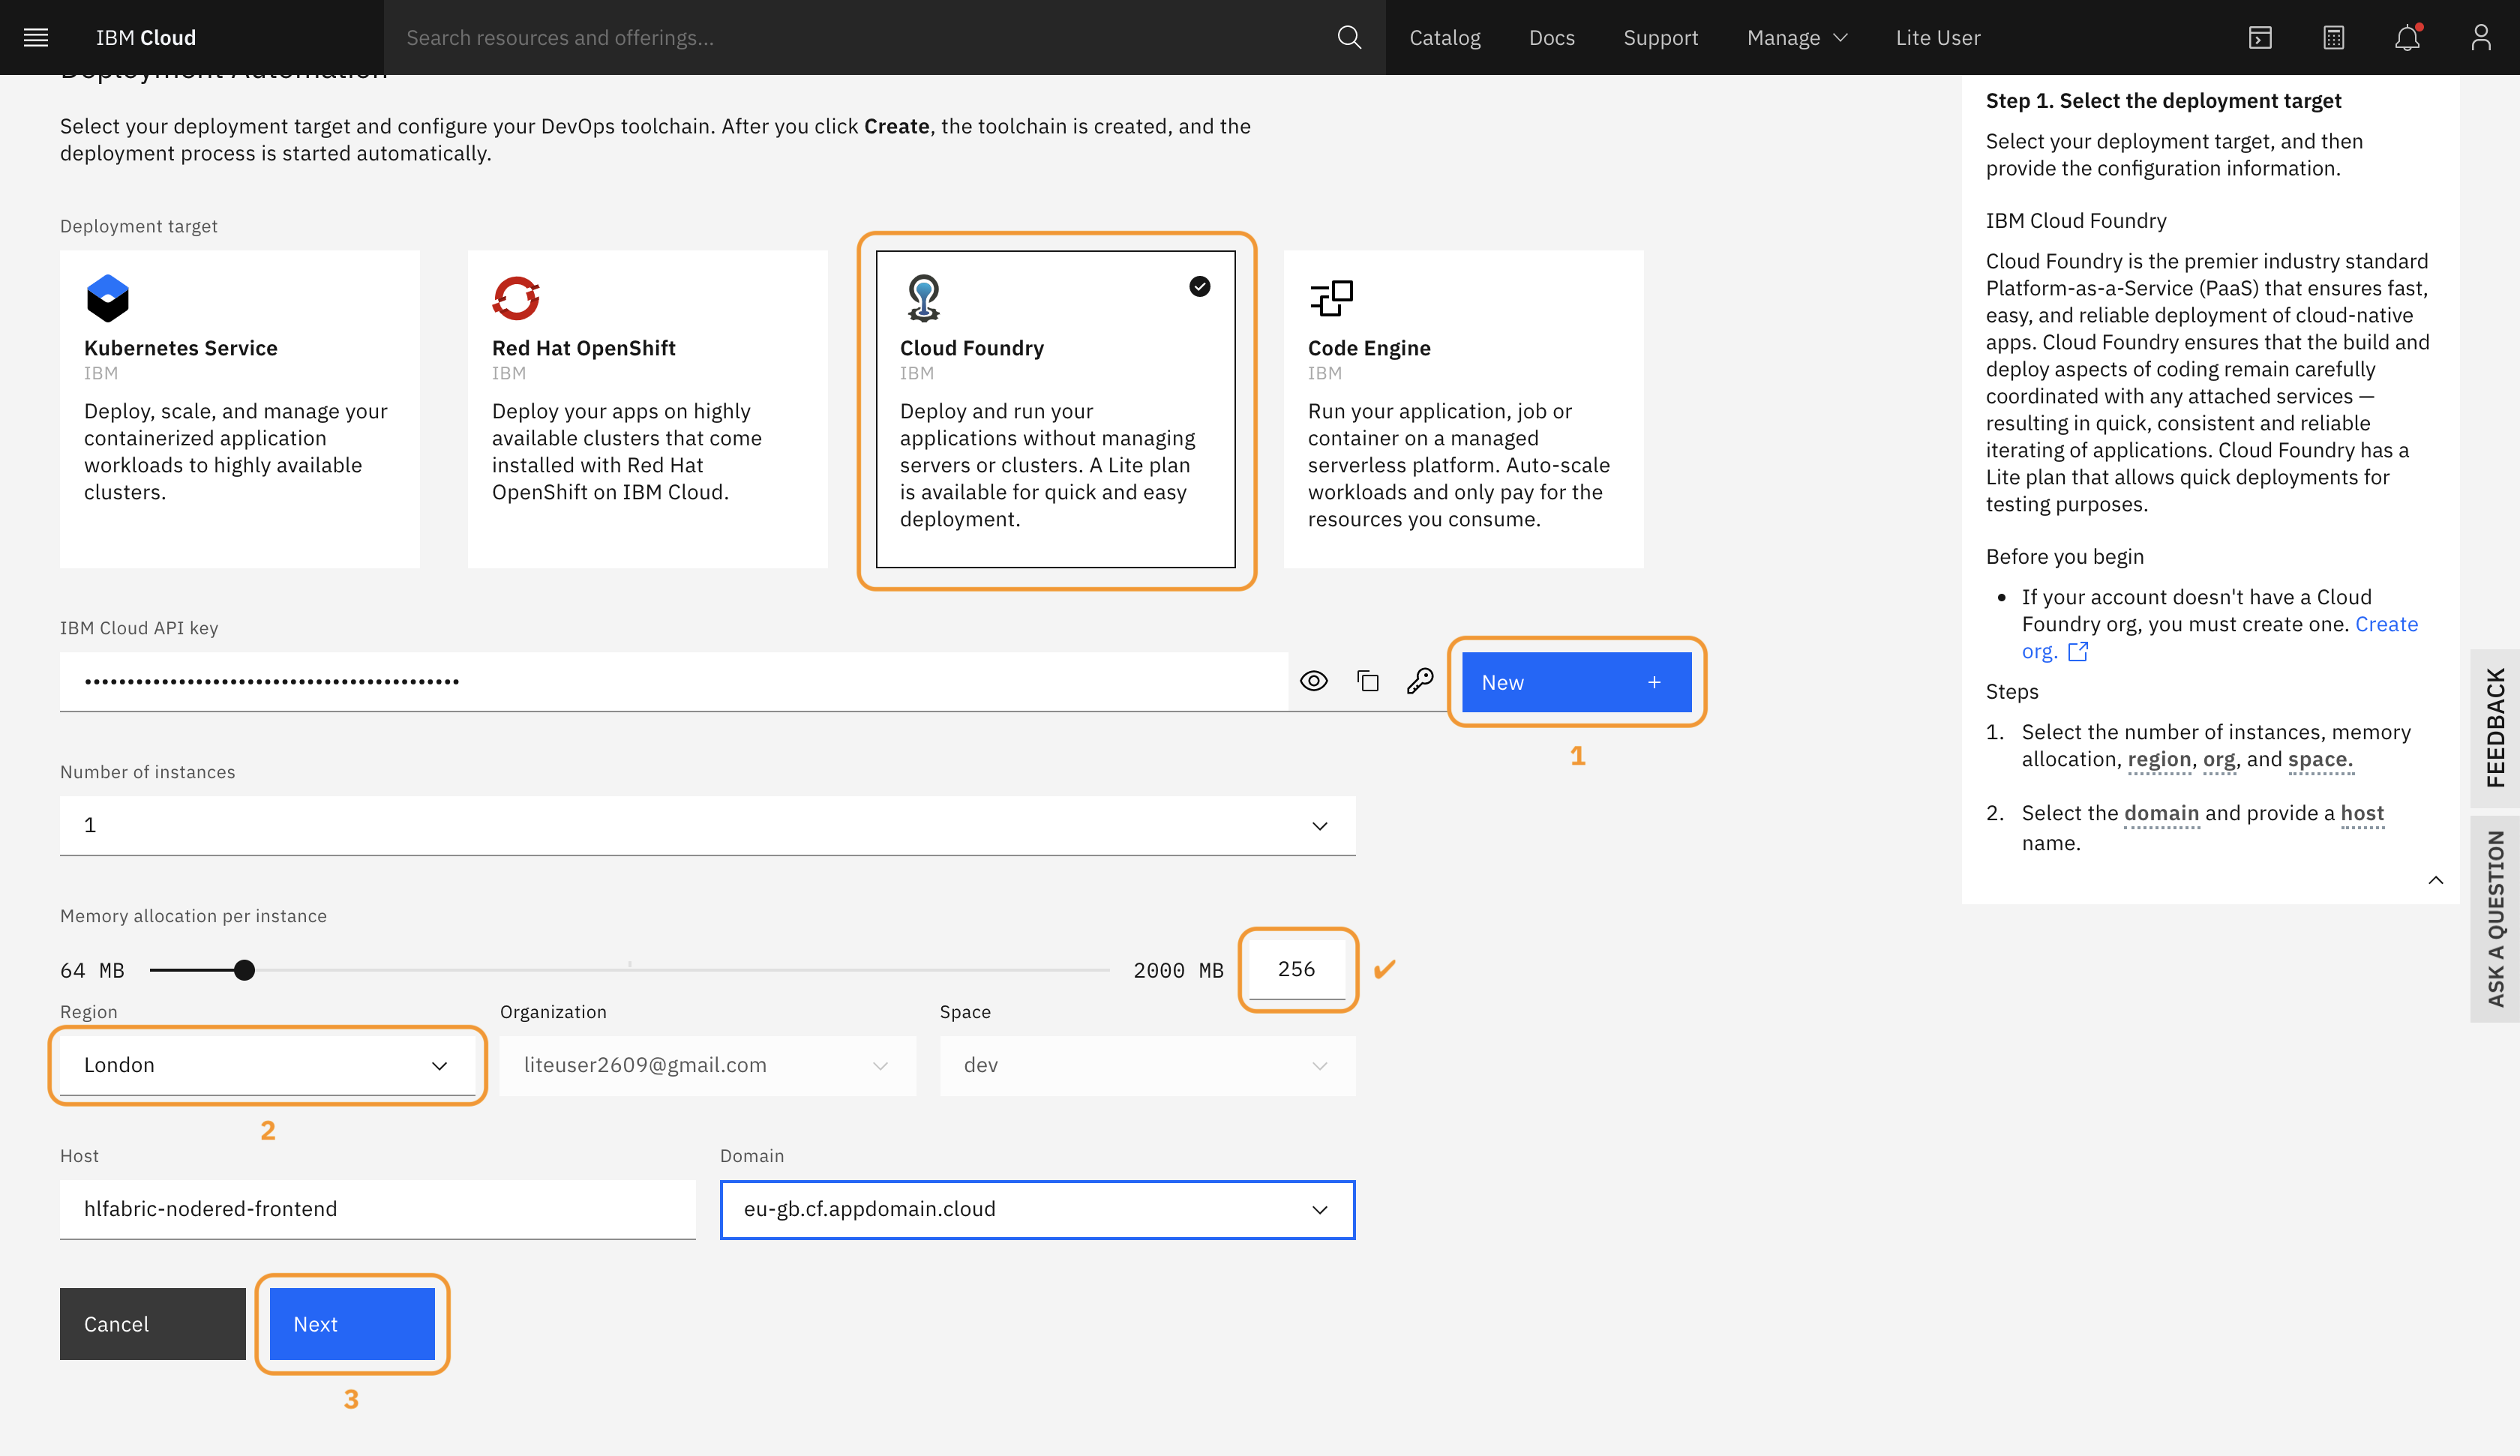 IBM Cloud
Search resources and offerings...
Catalog
Docs
Support
Manage
Lite User
Deployment Automation
Select your deployment target and configure your DevOps toolchain. After you click Create, the toolchain is created, and the
deployment process is started automatically.
Deployment target
Kubernetes Service
IBM
Deploy, scale, and manage your
containerized application
workloads to highly available
clusters.
Red Hat OpenShift
IBM
Deploy your apps on highly
available clusters that come
installed with Red Hat
OpenShift on IBM Cloud.
Cloud Foundry
IBM
Deploy and run your
applications without managing
servers or clusters. A Lite plan
is available for quick and easy
deployment.
Code Engine
IBM
Run your application, job or
container on a managed
serverless platform. Auto-scale
workloads and only pay for the
resources you consume.
IBM Cloud API key
••••••••••••••••••••••••••••••••••••••••••••
New +
1
Number of instances
1
Memory allocation per instance
64 MB
2000 MB
256
✔
Region
London
2
Organization
liteuser2609@gmail.com
Space
dev
Host
hlfabric-nodered-frontend
Domain
eu-gb.cf.appdomain.cloud
Cancel
Next
3
Step 1. Select the deployment target
Select your deployment target, and then
provide the configuration information.
IBM Cloud Foundry
Cloud Foundry is the premier industry standard
Platform-as-a-Service (PaaS) that ensures fast,
easy, and reliable deployment of cloud-native
apps. Cloud Foundry ensures that the build and
deploy aspects of coding remain carefully
coordinated with any attached services —
resulting in quick, consistent and reliable
iterating of applications. Cloud Foundry has a
Lite plan that allows quick deployments for
testing purposes.
Before you begin
• If your account doesn't have a Cloud
Foundry org, you must create one. Create
org.
Steps
1. Select the number of instances, memory
allocation, region, org, and space.
2. Select the domain and provide a host
name.
FEEDBACK
ASK A QUESTION